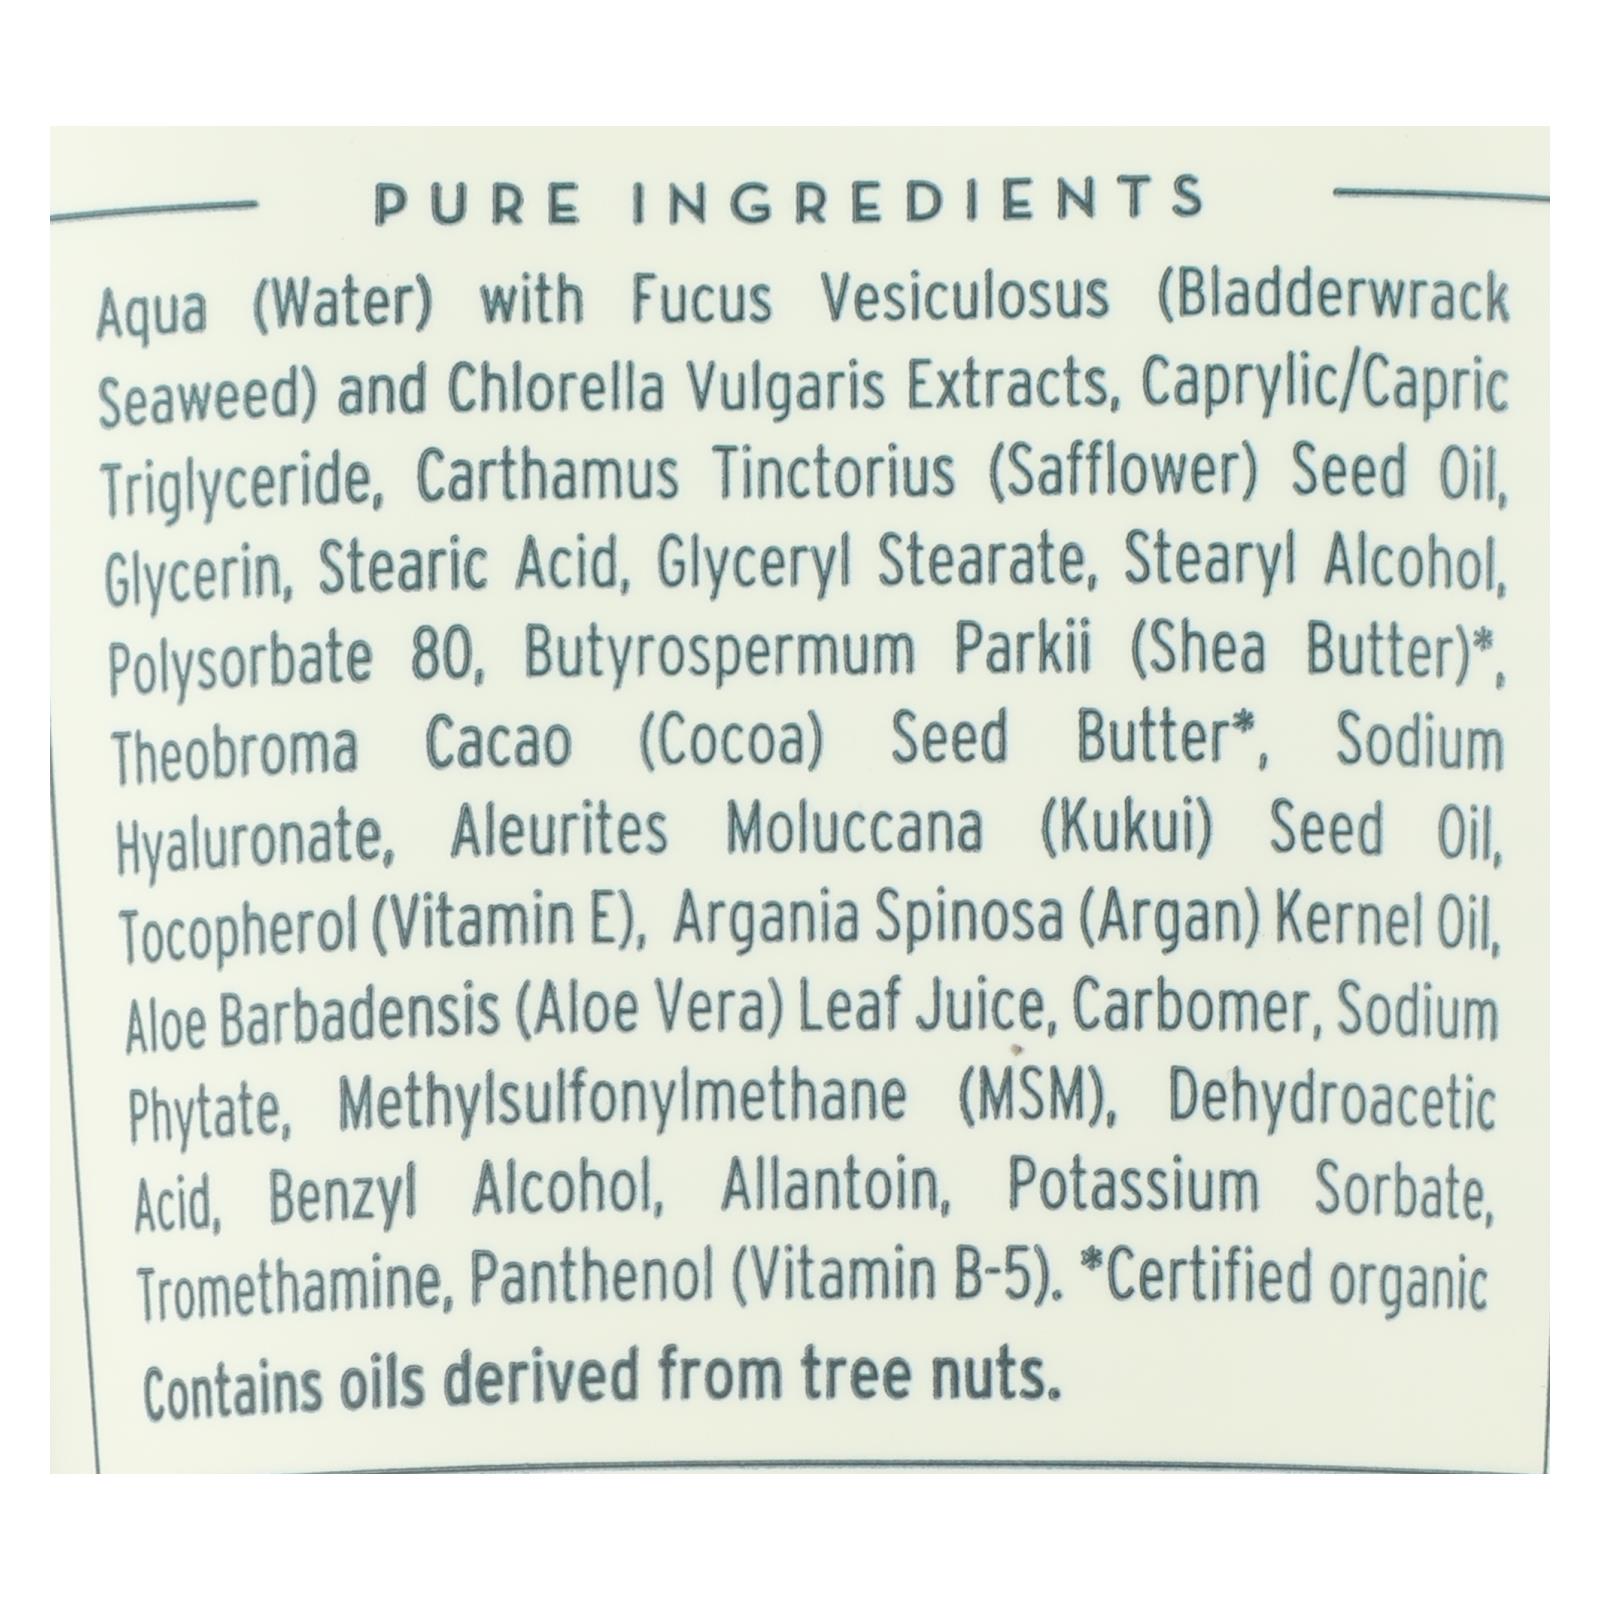 PURE INGREDIENTS
Aqua (Water) with Fucus Vesiculosus (Bladderwrack
Seaweed) and Chlorella Vulgaris Extracts, Caprylic/Capric
Triglyceride, Carthamus Tinctorius (Safflower) Seed Oil,
Glycerin, Stearic Acid, Glyceryl Stearate, Stearyl Alcohol,
Polysorbate 80, Butyrospermum Parkii (Shea Butter)*,
Theobroma Cacao (Cocoa) Seed Butter*, Sodium
Hyaluronate, Aleurites Moluccana (Kukui) Seed Oil,
Tocopherol (Vitamin E), Argania Spinosa (Argan) Kernel Oil,
Aloe Barbadensis (Aloe Vera) Leaf Juice, Carbomer, Sodium
Phytate, Methylsulfonylmethane (MSM), Dehydroacetic
Acid, Benzyl Alcohol, Allantoin, Potassium Sorbate,
Tromethamine, Panthenol (Vitamin B-5). *Certified organic
Contains oils derived from tree nuts.